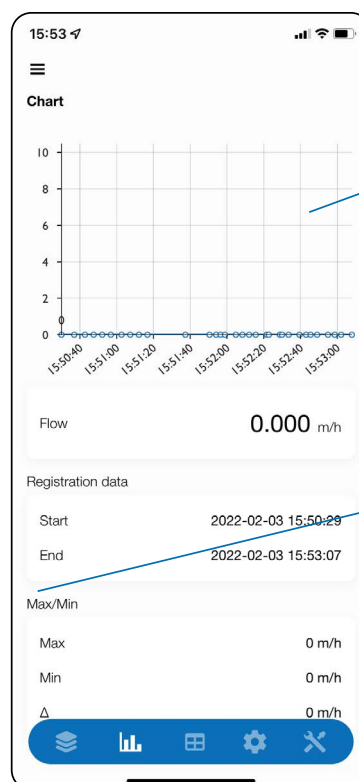 15:53
Chart
10
8
6
4
2
0
0
15:50:40 15:51:00 15:51:20 15:51:40 15:52:00 15:52:20 15:52:40 15:53:00
Flow 0.000 m/h
Registration data
Start 2022-02-03 15:50:29
End 2022-02-03 15:53:07
Max/Min
Max 0 m/h
Min 0 m/h
Δ 0 m/h